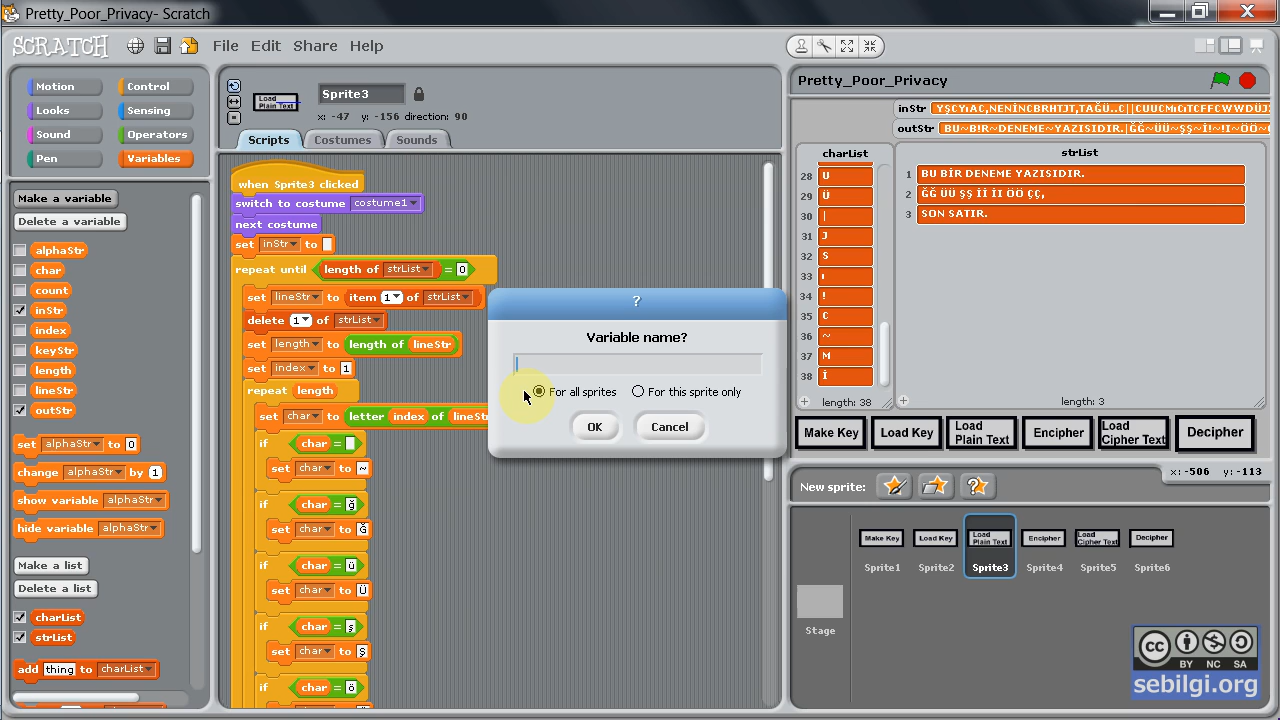 Pretty_Poor_Privacy- Scratch
SCRATCH File Edit Share Help
Motion Control
Looks Sensing
Sound Operators
Pen Variables
Make a variable
Delete a variable
alphaStr
char
count
inStr
index
keyStr
length
lineStr
outStr
set alphaStr to 0
change alphaStr by 1
show variable alphaStr
hide variable alphaStr
Make a list
Delete a list
charList
strList
add thing to charList
Load Plain Text
Sprite3
x: -47 y: -156 direction: 90
Scripts Costumes Sounds
when Sprite3 clicked
switch to costume costume1
next costume
set inStr to
repeat until length of strList = 0
set lineStr to item 1 of strList
delete 1 of strList
set length to length of lineStr
set index to 1
repeat length
set char to letter index of lineStr
if char =
set char to ~
if char = ğ
set char to Ğ
if char = ü
set char to Ü
if char = ş
set char to Ş
if char = ö
?
Variable name?
For all sprites For this sprite only
OK Cancel
Pretty_Poor_Privacy
inStr
outStr BU~BİR~DENEME~YAZISIDIR.
charList
28 U
29 Ü
30 |
31 J
32 S
33 ı
34 !
35 C
36 ~
37 M
38 İ
length: 38
strList
1 BU BİR DENEME YAZISIDIR.
2 ĞĞ ÜÜ ŞŞ İİ İI ÖÖ ÇÇ,
3 SON SATIR.
length: 3
Make Key Load Key Load Plain Text Encipher Load Cipher Text Decipher
x: -506 y: -113
New sprite:
Make Key Load Key Load Plain Text Encipher Load Cipher Text Decipher
Sprite1 Sprite2 Sprite3 Sprite4 Sprite5 Sprite6
Stage
CC BY NC SA
sebilgi.org